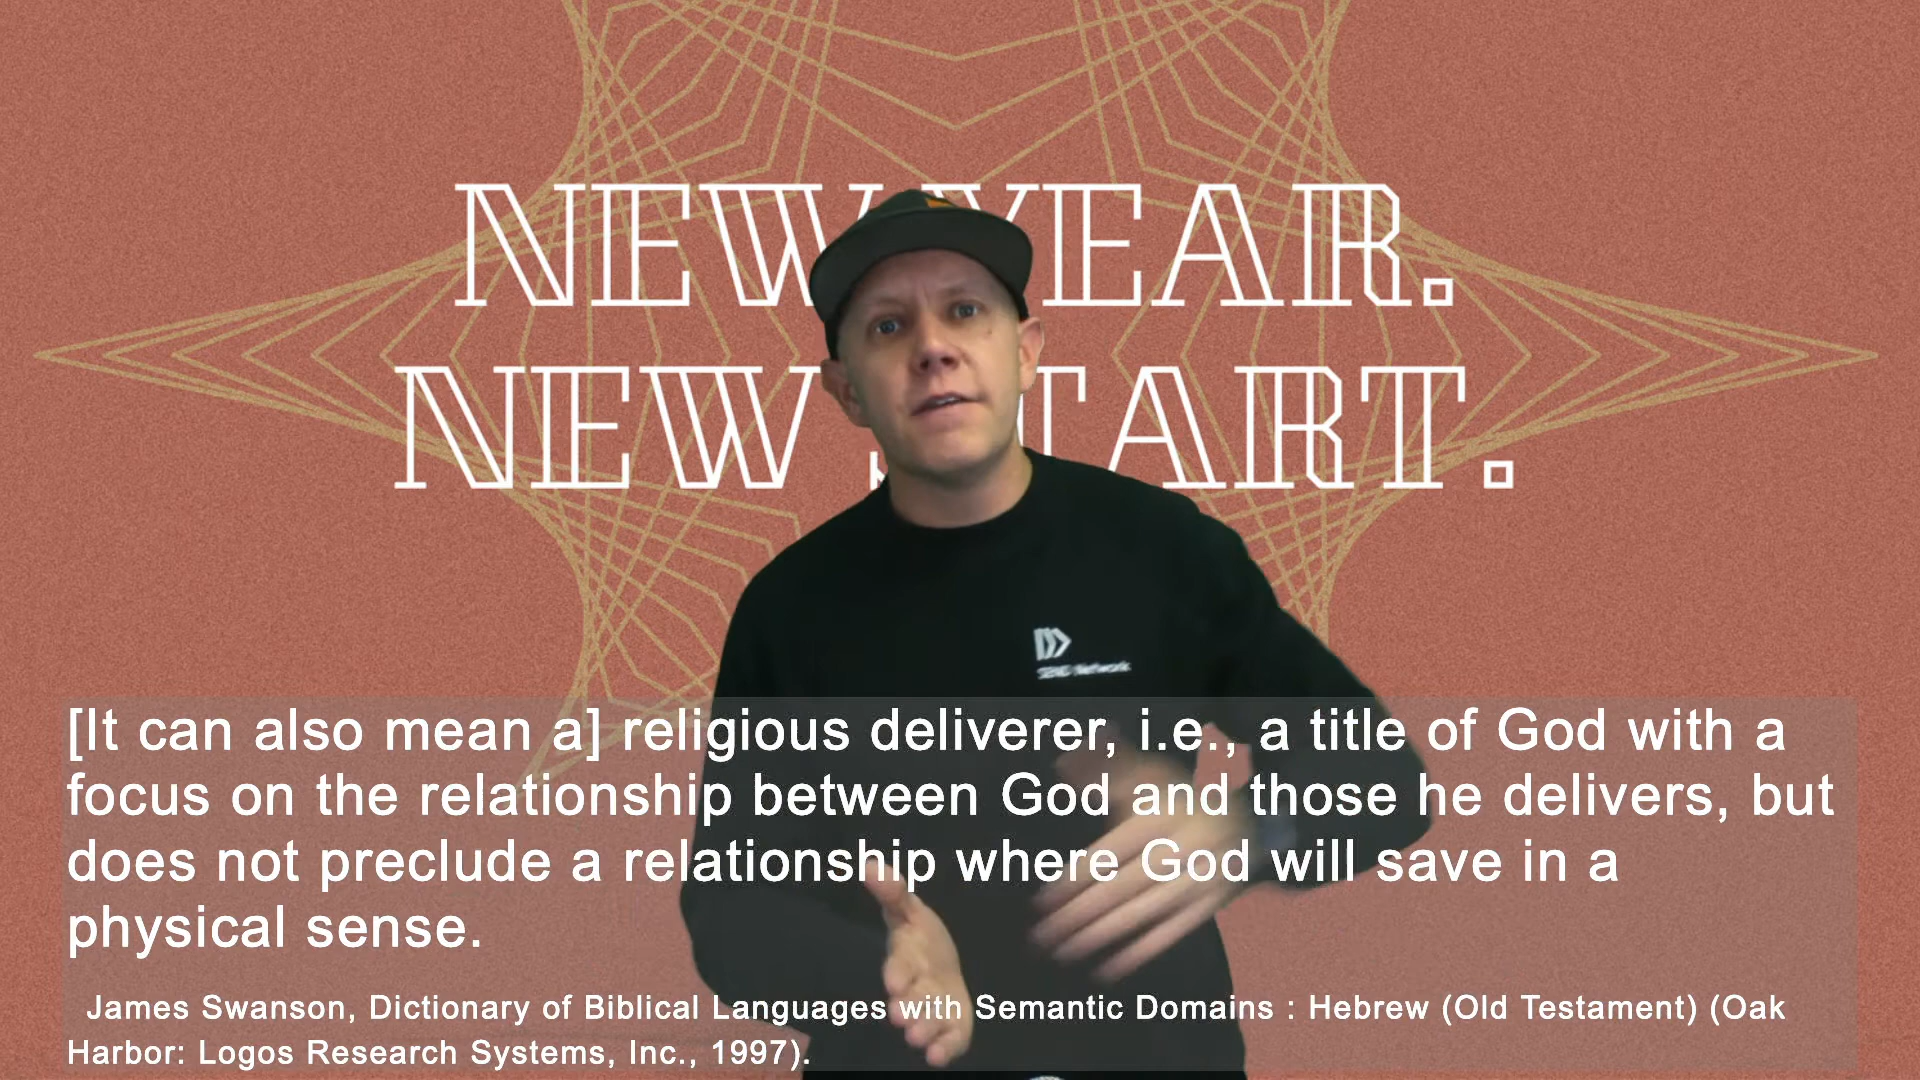 NEW YEAR.
NEW START.
SEND Network
[It can also mean a] religious deliverer, i.e., a title of God with a
focus on the relationship between God and those he delivers, but
does not preclude a relationship where God will save in a
physical sense.
James Swanson, Dictionary of Biblical Languages with Semantic Domains : Hebrew (Old Testament) (Oak
Harbor: Logos Research Systems, Inc., 1997).